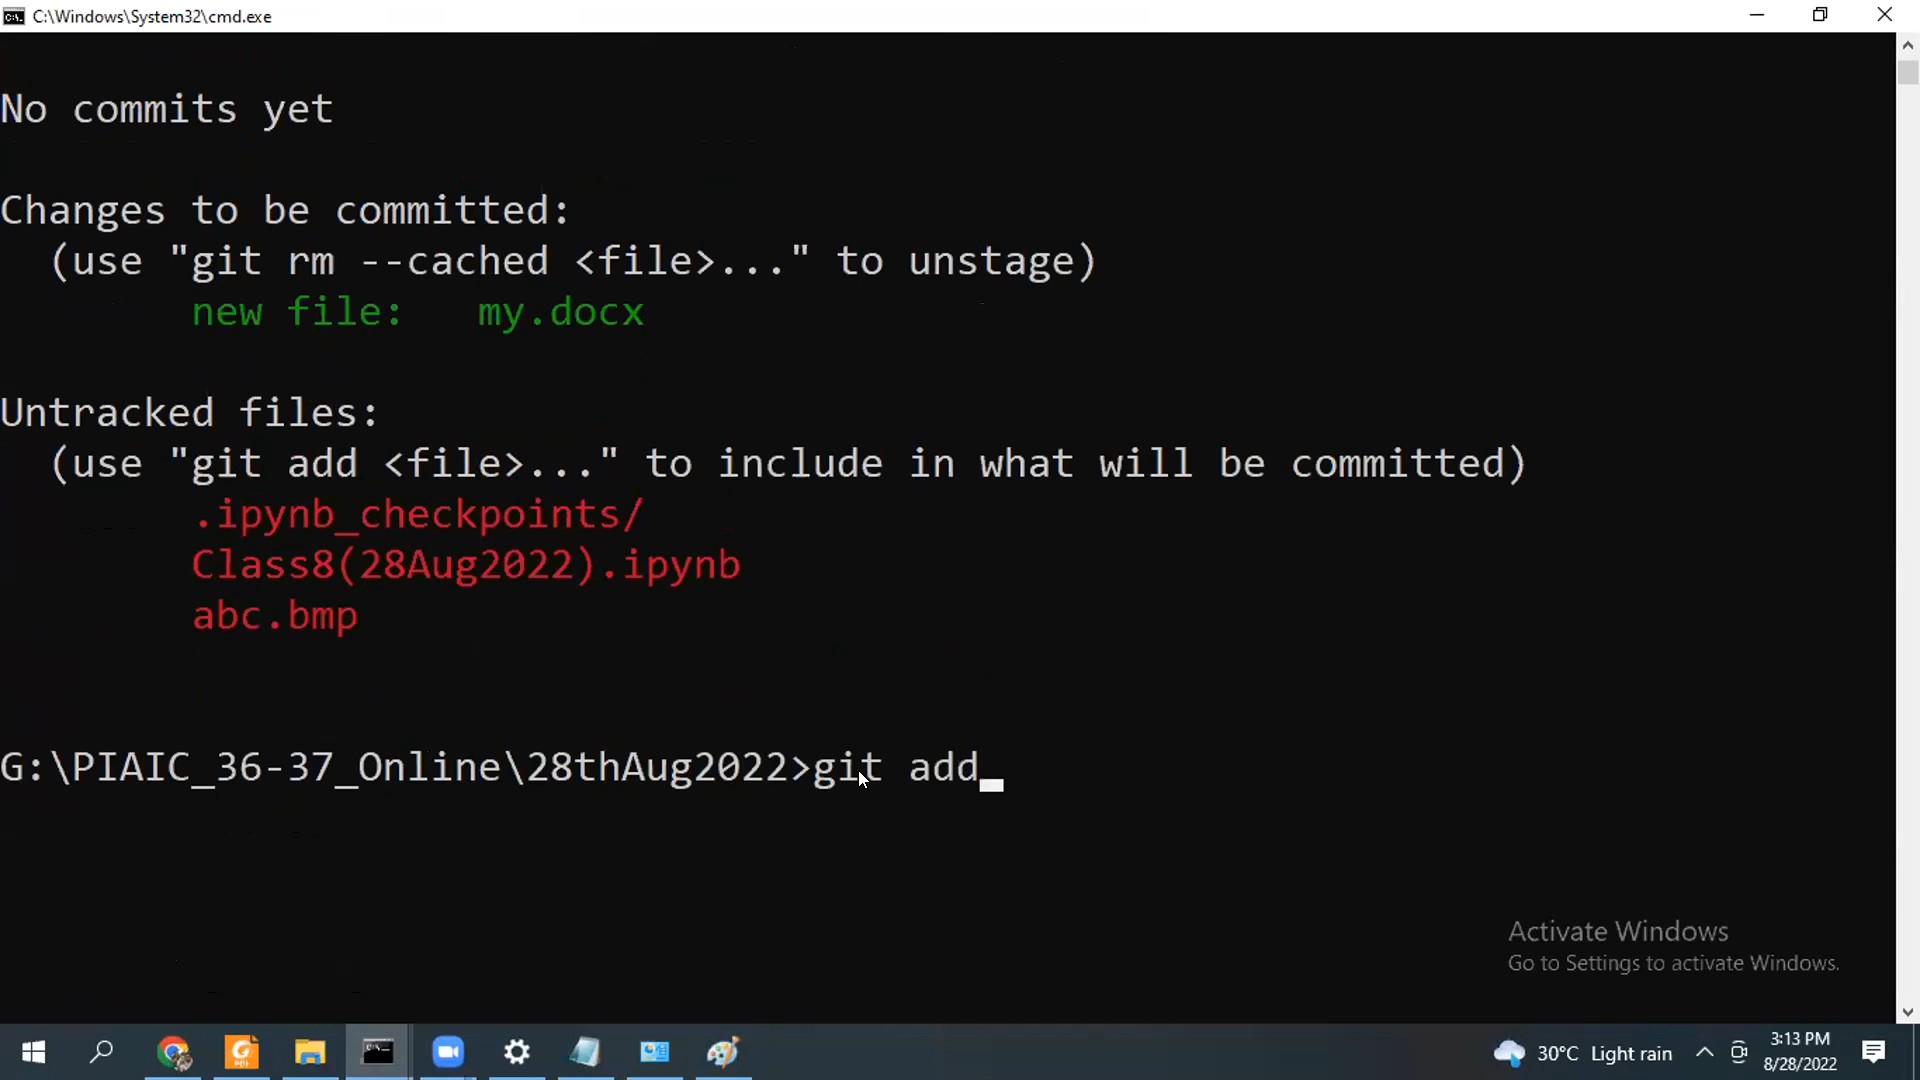 C:\Windows\System32\cmd.exe
No commits yet
Changes to be committed:
(use "git rm --cached <file>..." to unstage)
new file: my.docx
Untracked files:
(use "git add <file>..." to include in what will be committed)
.ipynb_checkpoints/
Class8(28Aug2022).ipynb
abc.bmp
G:\PIAIC_36-37_Online\28thAug2022>git add_
Activate Windows
Go to Settings to activate Windows.
30°C Light rain
3:13 PM
8/28/2022